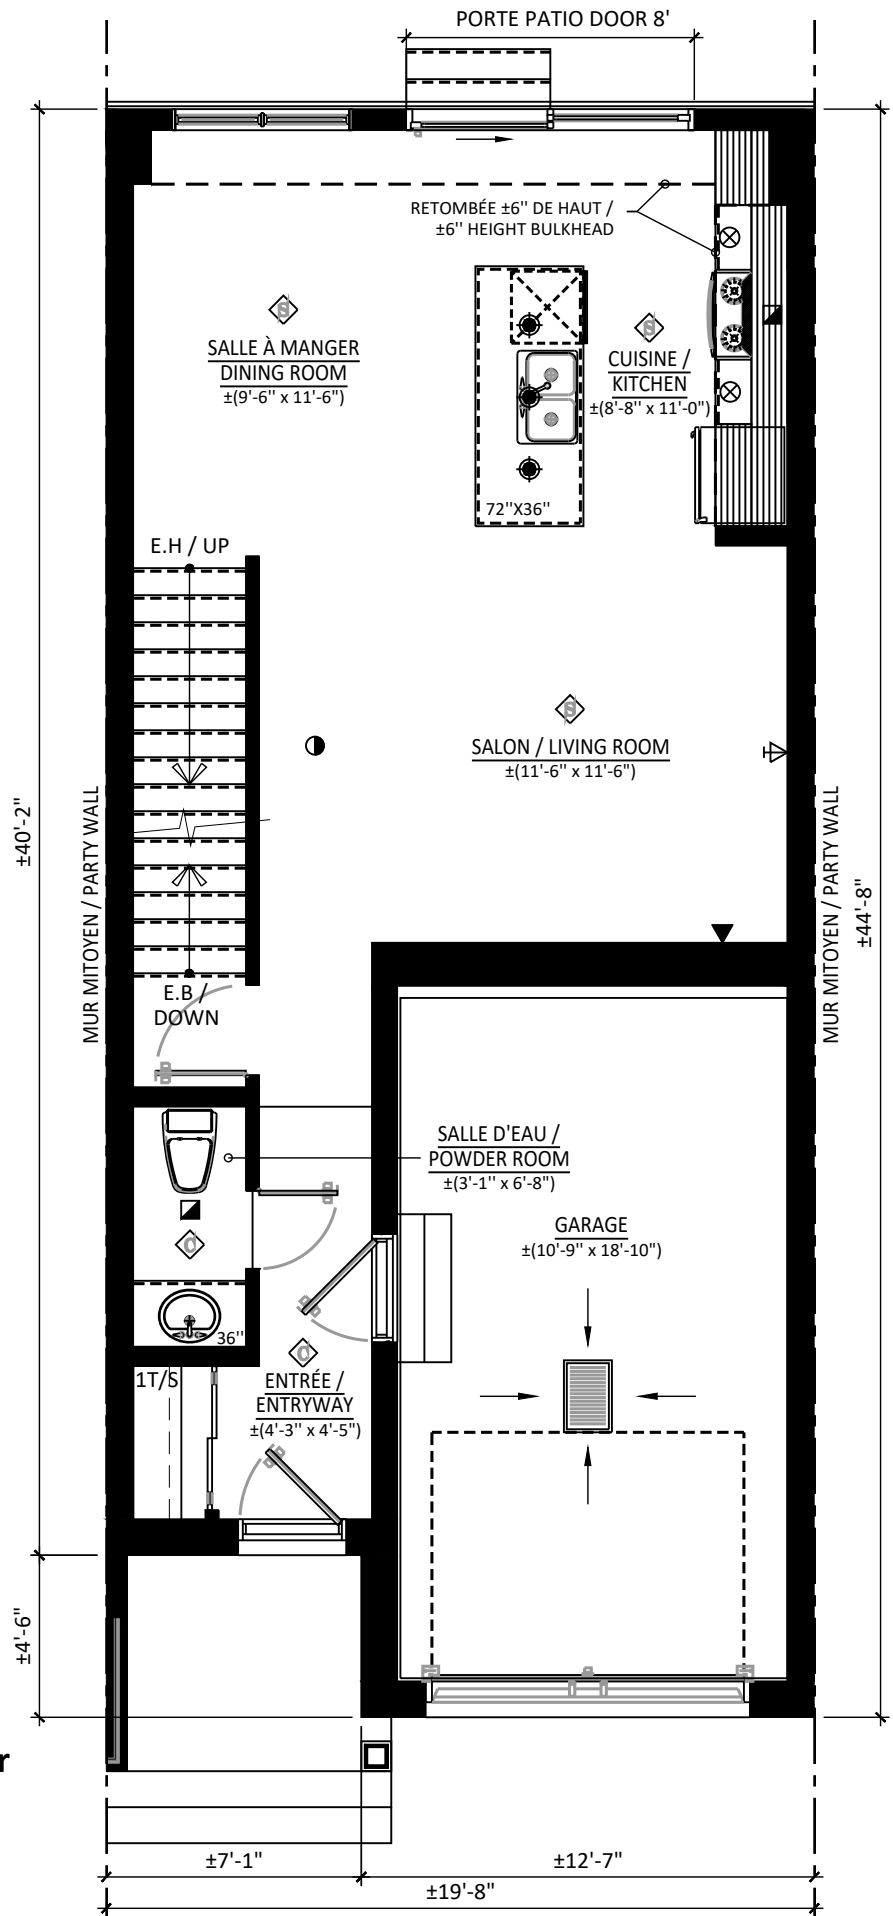 PORTE PATIO DOOR 8'
RETOMBÉE ±6" DE HAUT /
±6" HEIGHT BULKHEAD
SALLE À MANGER
DINING ROOM
±(9'-6" x 11'-6")
CUISINE /
KITCHEN
±(8'-8" x 11'-0")
72"X36"
E.H / UP
SALON / LIVING ROOM
±(11'-6" x 11'-6")
±40'-2"
MUR MITOYEN / PARTY WALL
MUR MITOYEN / PARTY WALL
±44'-8"
E.B /
DOWN
SALLE D'EAU /
POWDER ROOM
±(3'-1" x 6'-8")
GARAGE
±(10'-9" x 18'-10")
36"
1T/S
ENTRÉE /
ENTRYWAY
±(4'-3" x 4'-5")
±4'-6"
r
±7'-1"
±12'-7"
±19'-8"